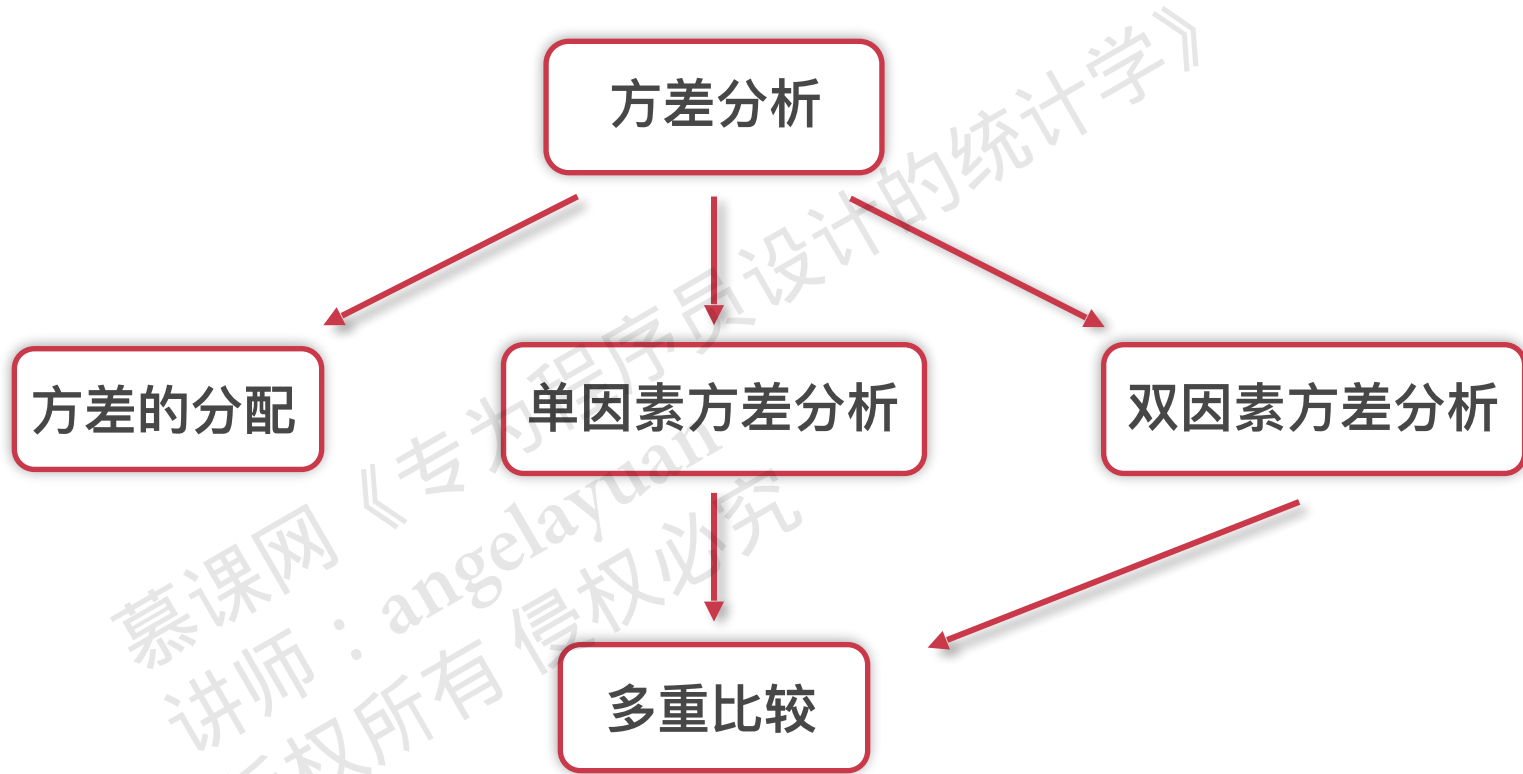 方差分析
方差的分配
单因素方差分析
双因素方差分析
多重比较
慕课网《专为程序员设计的统计学》
讲师：angelayuan
权所有 侵权必究